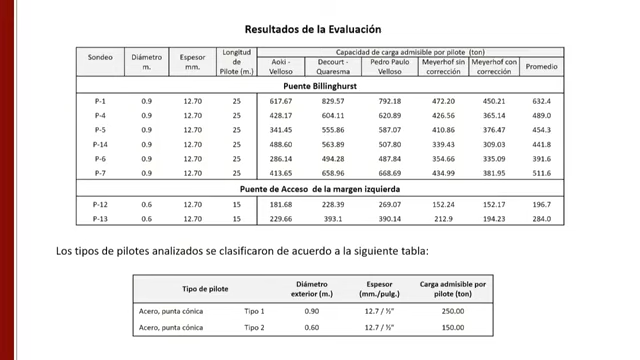 Resultados de la Evaluación
Sondeo Diámetro m. Espesor mm. Longitud de Pilote (m.) Capacidad de carga admisible por pilote (ton)
Aoki - Velloso Decourt - Quaresma Pedro Paulo Velloso Meyerhof sin corrección Meyerhof con corrección Promedio
Puente Billinghurst
P-1 0.9 12.70 25 617.67 829.57 792.18 472.20 450.21 632.4
P-4 0.9 12.70 25 428.17 604.11 620.89 426.56 365.14 489.0
P-5 0.9 12.70 25 341.45 555.86 587.07 410.86 376.47 454.3
P-14 0.9 12.70 25 488.60 563.89 507.80 339.43 309.03 441.8
P-6 0.9 12.70 25 286.14 494.28 487.84 354.66 335.09 391.6
P-7 0.9 12.70 25 413.65 658.96 668.69 434.99 381.95 511.6
Puente de Acceso de la margen izquierda
P-12 0.6 12.70 15 181.68 228.39 269.07 152.24 152.17 196.7
P-13 0.6 12.70 15 229.66 393.1 390.14 212.9 194.23 284.0
Los tipos de pilotes analizados se clasificaron de acuerdo a la siguiente tabla:
Tipo de pilote Diámetro exterior (m.) Espesor (mm./pulg.) Carga admisible por pilote (ton)
Acero, punta cónica Tipo 1 0.90 12.7 / ½" 250.00
Acero, punta cónica Tipo 2 0.60 12.7 / ½" 150.00